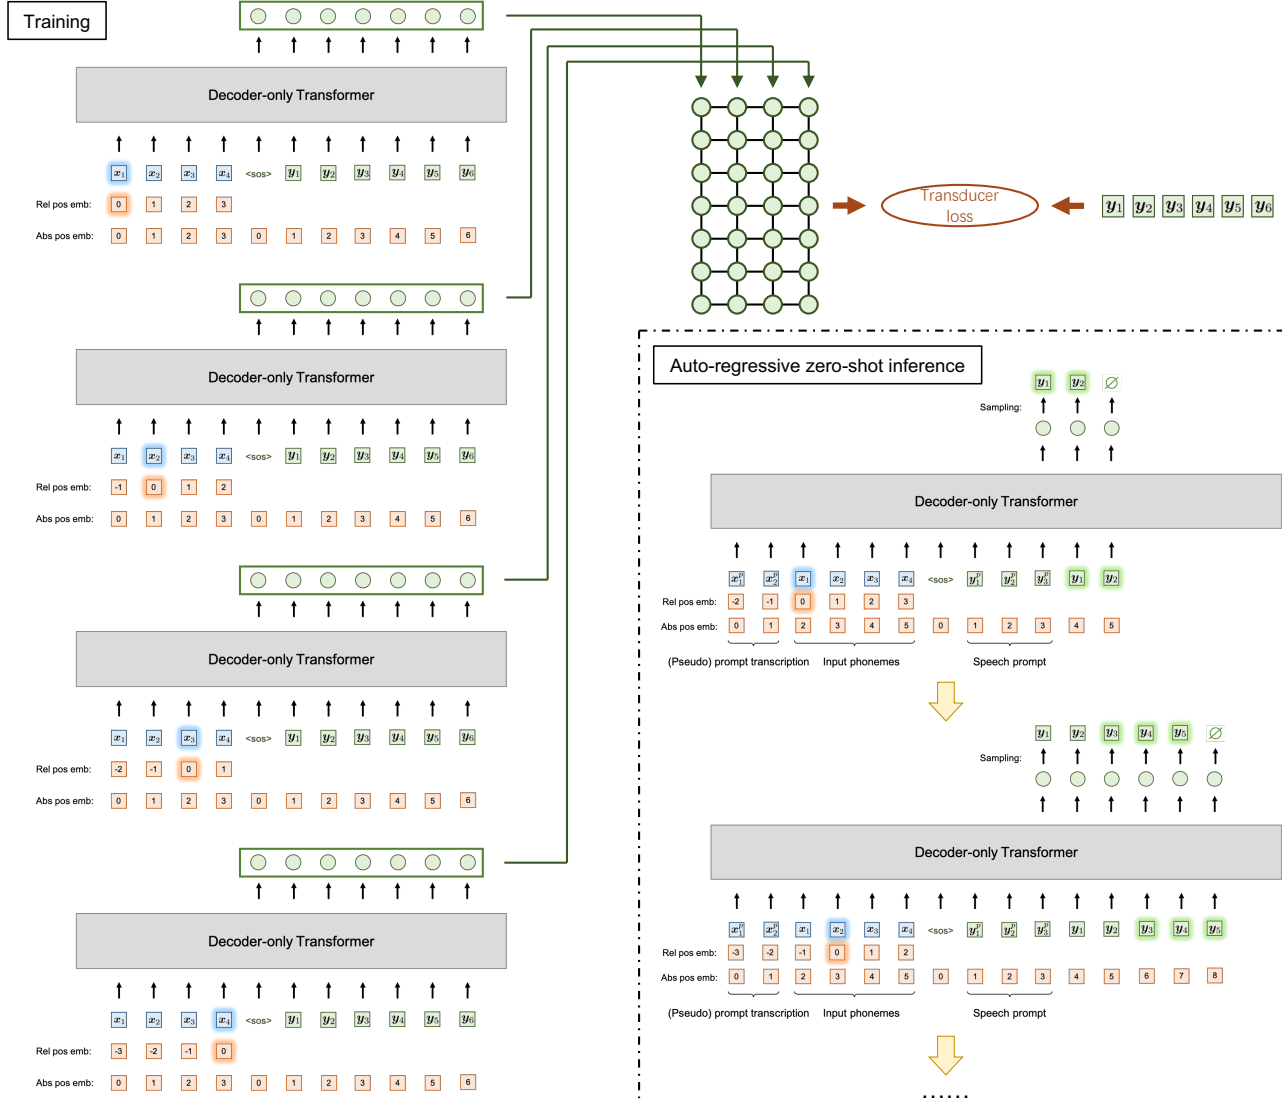 Training
Decoder-only Transformer
x₁ x₂ x₃ x₄ <sos> y₁ y₂ y₃ y₄ y₅ y₆
Rel pos emb: 0 1 2 3
Abs pos emb: 0 1 2 3 0 1 2 3 4 5 6
Decoder-only Transformer
x₁ x₂ x₃ x₄ <sos> y₁ y₂ y₃ y₄ y₅ y₆
Rel pos emb: -1 0 1 2
Abs pos emb: 0 1 2 3 0 1 2 3 4 5 6
Decoder-only Transformer
x₁ x₂ x₃ x₄ <sos> y₁ y₂ y₃ y₄ y₅ y₆
Rel pos emb: -2 -1 0 1
Abs pos emb: 0 1 2 3 0 1 2 3 4 5 6
Decoder-only Transformer
x₁ x₂ x₃ x₄ <sos> y₁ y₂ y₃ y₄ y₅ y₆
Rel pos emb: -3 -2 -1 0
Abs pos emb: 0 1 2 3 0 1 2 3 4 5 6
Transducer
loss
y₁ y₂ y₃ y₄ y₅ y₆
Auto-regressive zero-shot inference
y₁ y₂ ∅
Sampling:
Decoder-only Transformer
x₁ᵖ x₂ᵖ x₁ x₂ x₃ x₄ <sos> y₁ᵖ y₂ᵖ y₃ᵖ y₁ y₂
Rel pos emb: -2 -1 0 1 2 3
Abs pos emb: 0 1 2 3 4 5 0 1 2 3 4 5
(Pseudo) prompt transcription Input phonemes Speech prompt
y₁ y₂ y₃ y₄ y₅ ∅
Sampling:
Decoder-only Transformer
x₁ᵖ x₂ᵖ x₁ x₂ x₃ x₄ <sos> y₁ᵖ y₂ᵖ y₃ᵖ y₁ y₂ y₃ y₄ y₅
Rel pos emb: -3 -2 -1 0 1 2
Abs pos emb: 0 1 2 3 4 5 0 1 2 3 4 5 6 7 8
(Pseudo) prompt transcription Input phonemes Speech prompt
......